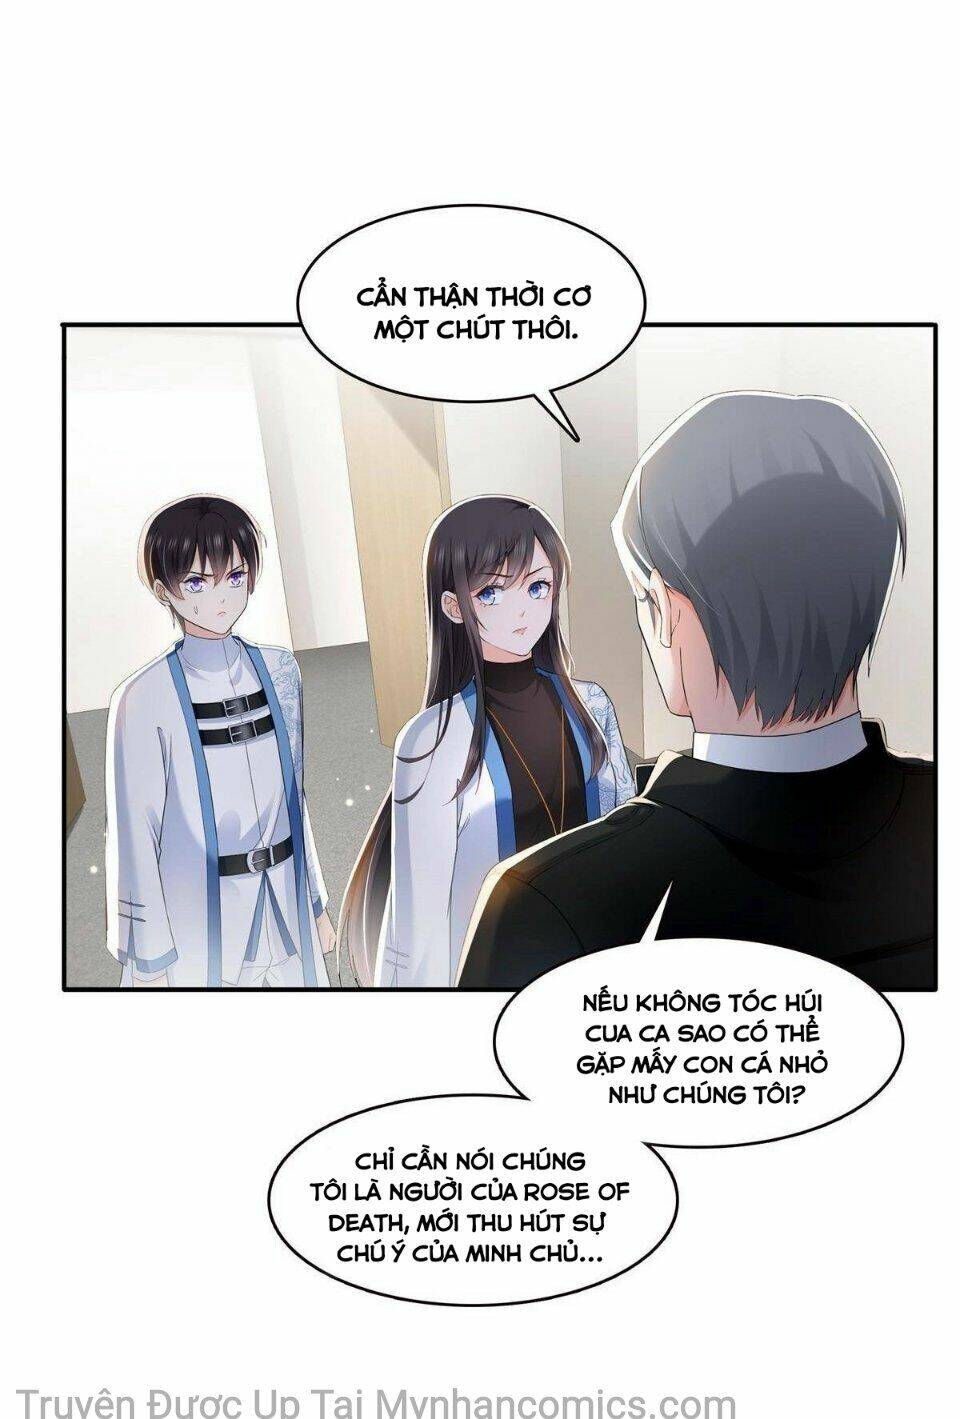 CẨN THẬN THỜI CƠ
MỘT CHÚT THÔI.
NẾU KHÔNG TÓC HÚI
CUA CA SAO CÓ THỂ
GẶP MẤY CON CÁ NHỎ
NHƯ CHÚNG TÔI?
CHỈ CẦN NÓI CHÚNG
TÔI LÀ NGƯỜI CỦA ROSE OF
DEATH, MỚI THU HÚT SỰ
CHÚ Ý CỦA MINH CHỦ...
Truyện Được Up Tại Mynhancomics.com